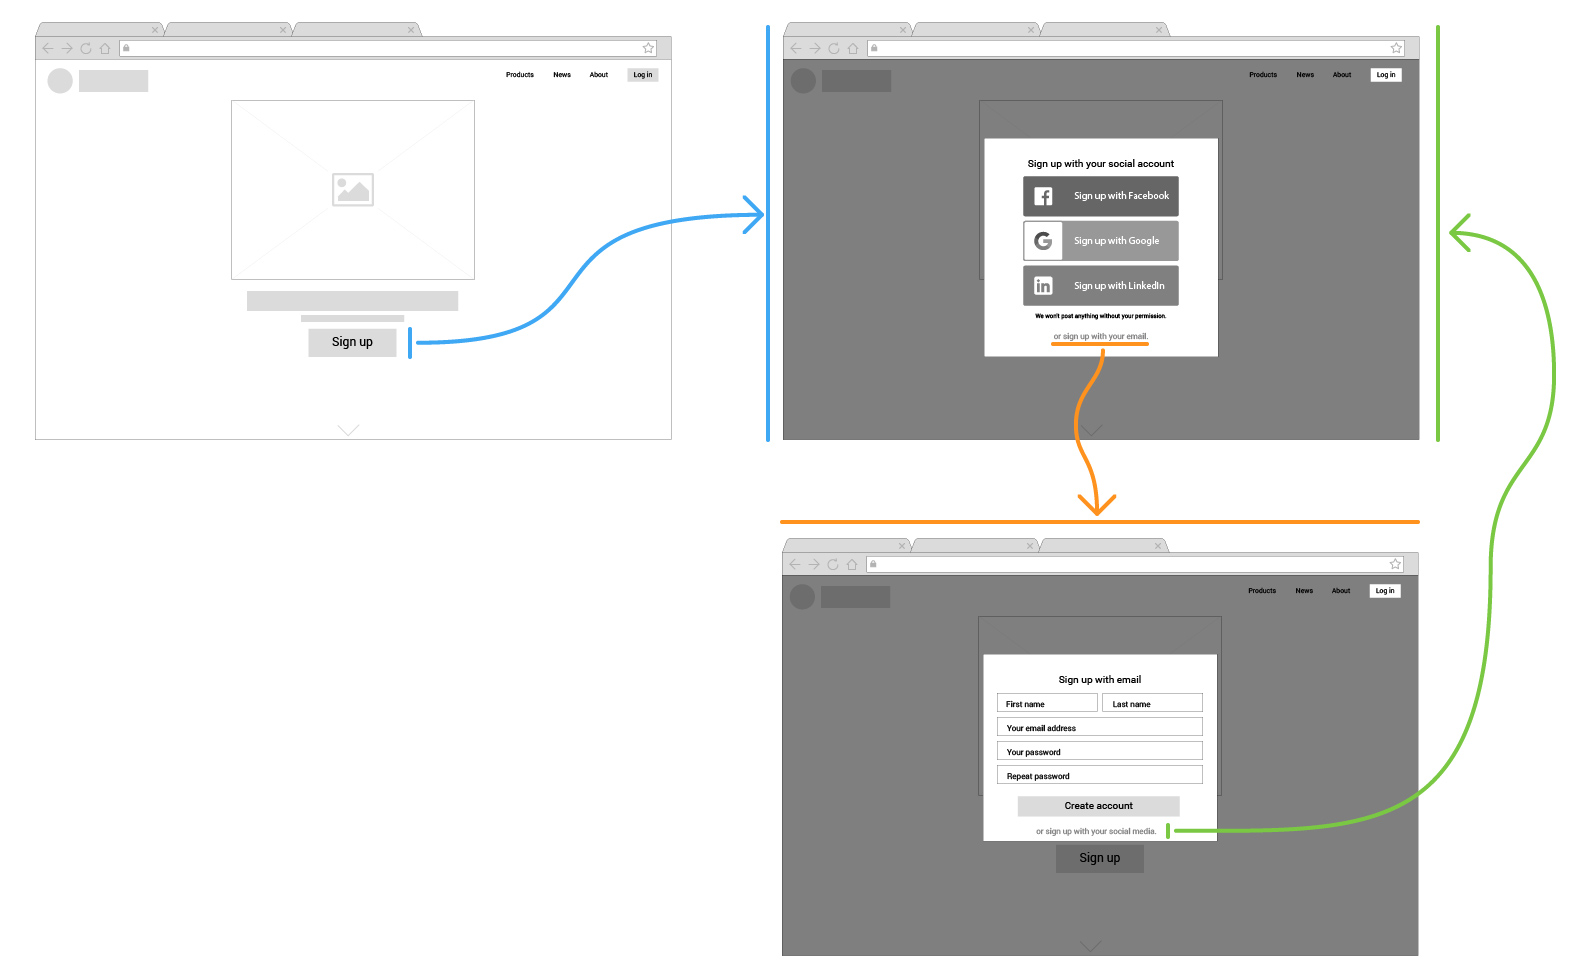 Products
News
About
Log in
Sign up
Products
News
About
Log in
Sign up with your social account
Sign up with Facebook
Sign up with Google
Sign up with LinkedIn
We won't post anything without your permission.
or sign up with your email.
Products
News
About
Log in
Sign up with email
First name
Last name
Your email address
Your password
Repeat password
Create account
or sign up with your social media.
Sign up